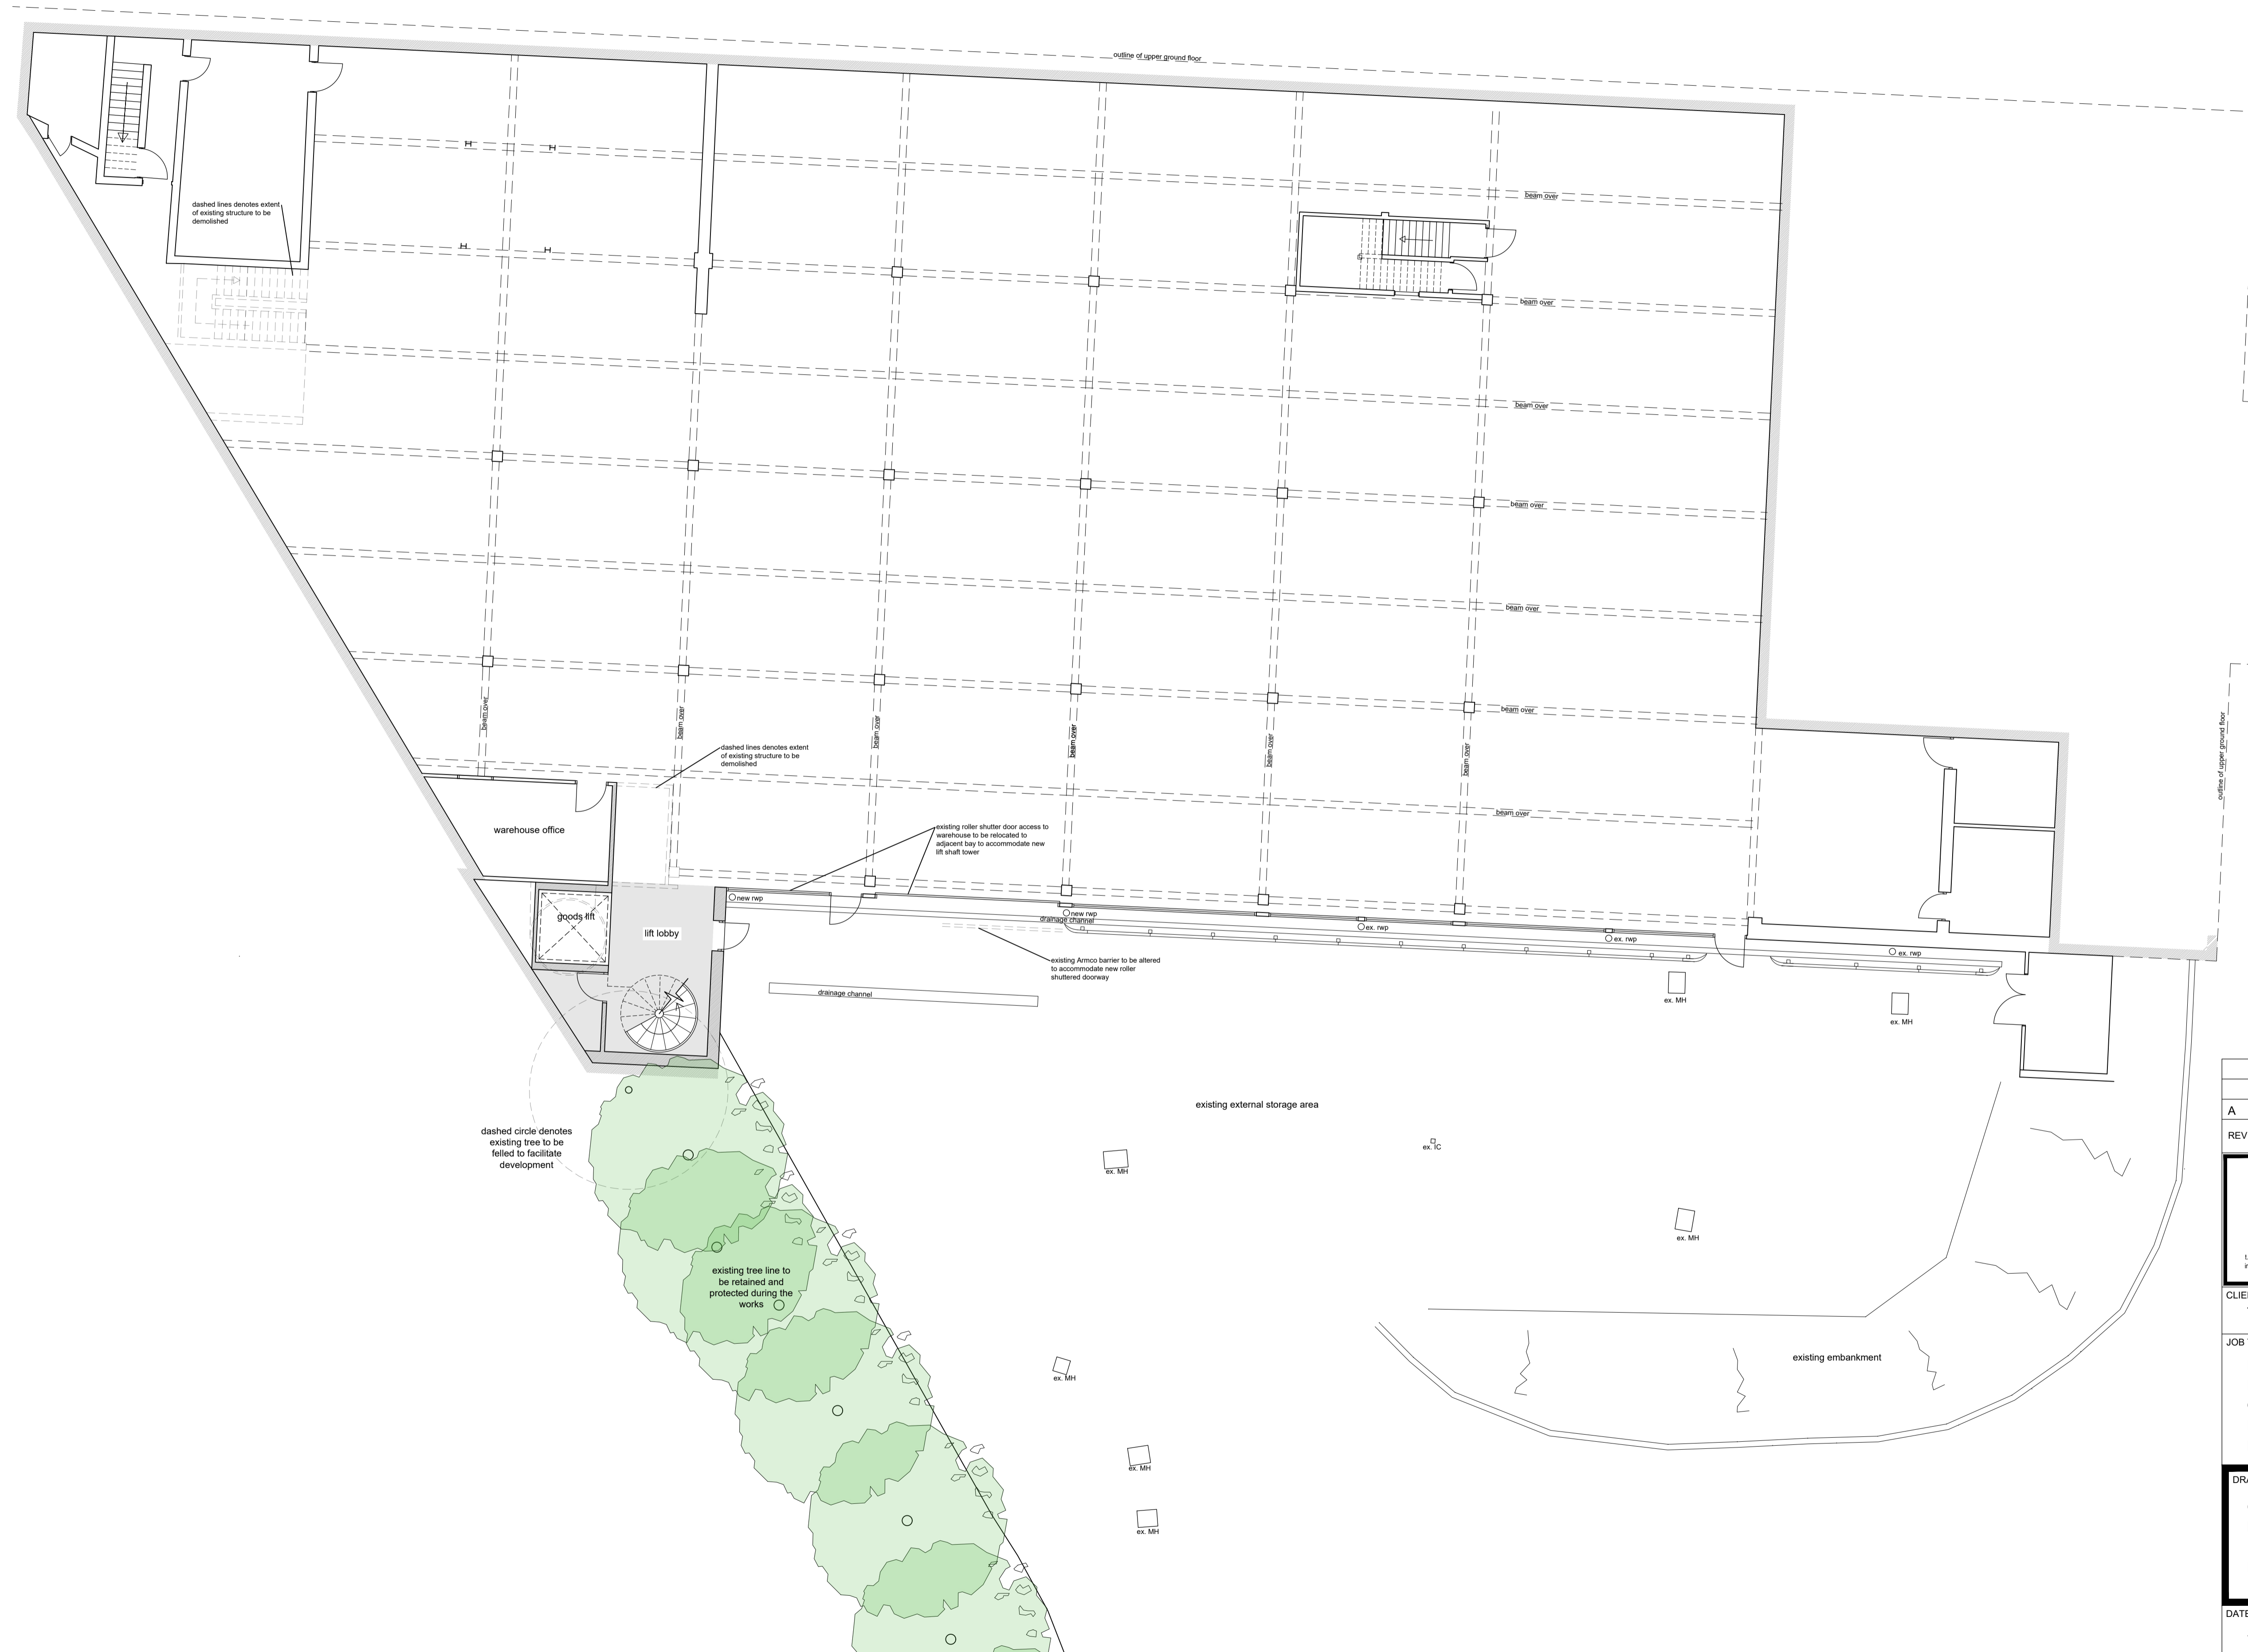 outline of upper ground floor
dashed lines denotes extent
of existing structure to be
demolished
beam over
beam over
beam over
beam over
beam over
beam over
beam over
beam over
beam over
beam over
beam over
beam over
beam over
outline of upper ground floor
dashed lines denotes extent
of existing structure to be
demolished
warehouse office
existing roller shutter door access to
warehouse to be relocated to
adjacent bay to accommodate new
lift shaft tower
goods lift
lift lobby
new rwp
new rwp
drainage channel
ex. rwp
ex. rwp
ex. rwp
existing Armco barrier to be altered
to accommodate new roller
shuttered doorway
drainage channel
ex. MH
ex. MH
existing external storage area
dashed circle denotes
existing tree to be
felled to facilitate
development
ex. MH
ex. IC
ex. MH
existing tree line to
be retained and
protected during the
works
ex. MH
existing embankment
ex. MH
ex. MH
A
REV
CLIE
JOB
DRA
DATE